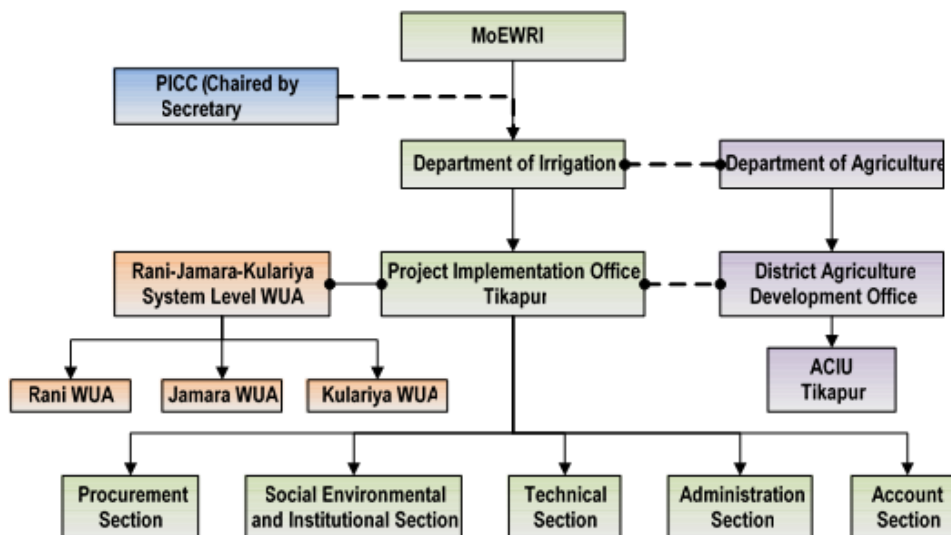 MoEWRI
PICC (Chaired by
Secretary
Department of Irrigation
Department of Agriculture
Rani-Jamara-Kulariya
System Level WUA
Project Implementation Office
Tikapur
District Agriculture
Development Office
Rani WUA
Jamara WUA
Kulariya WUA
ACIU
Tikapur
Procurement
Section
Social Environmental
and Institutional Section
Technical
Section
Administration
Section
Account
Section